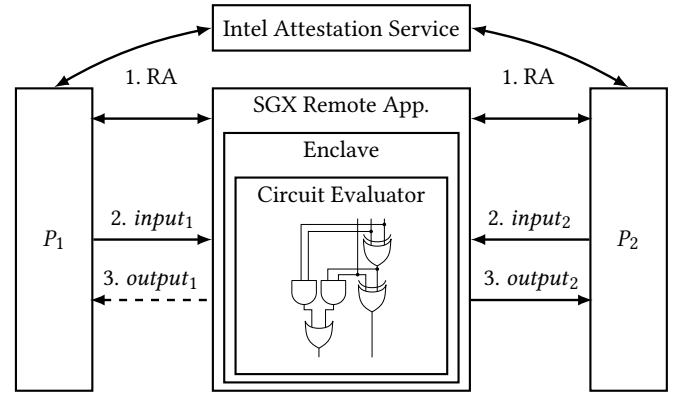 Intel Attestation Service
1. RA
1. RA
SGX Remote App.
Enclave
Circuit Evaluator
P₁
2. input₁
2. input₂
P₂
3. output₁
3. output₂